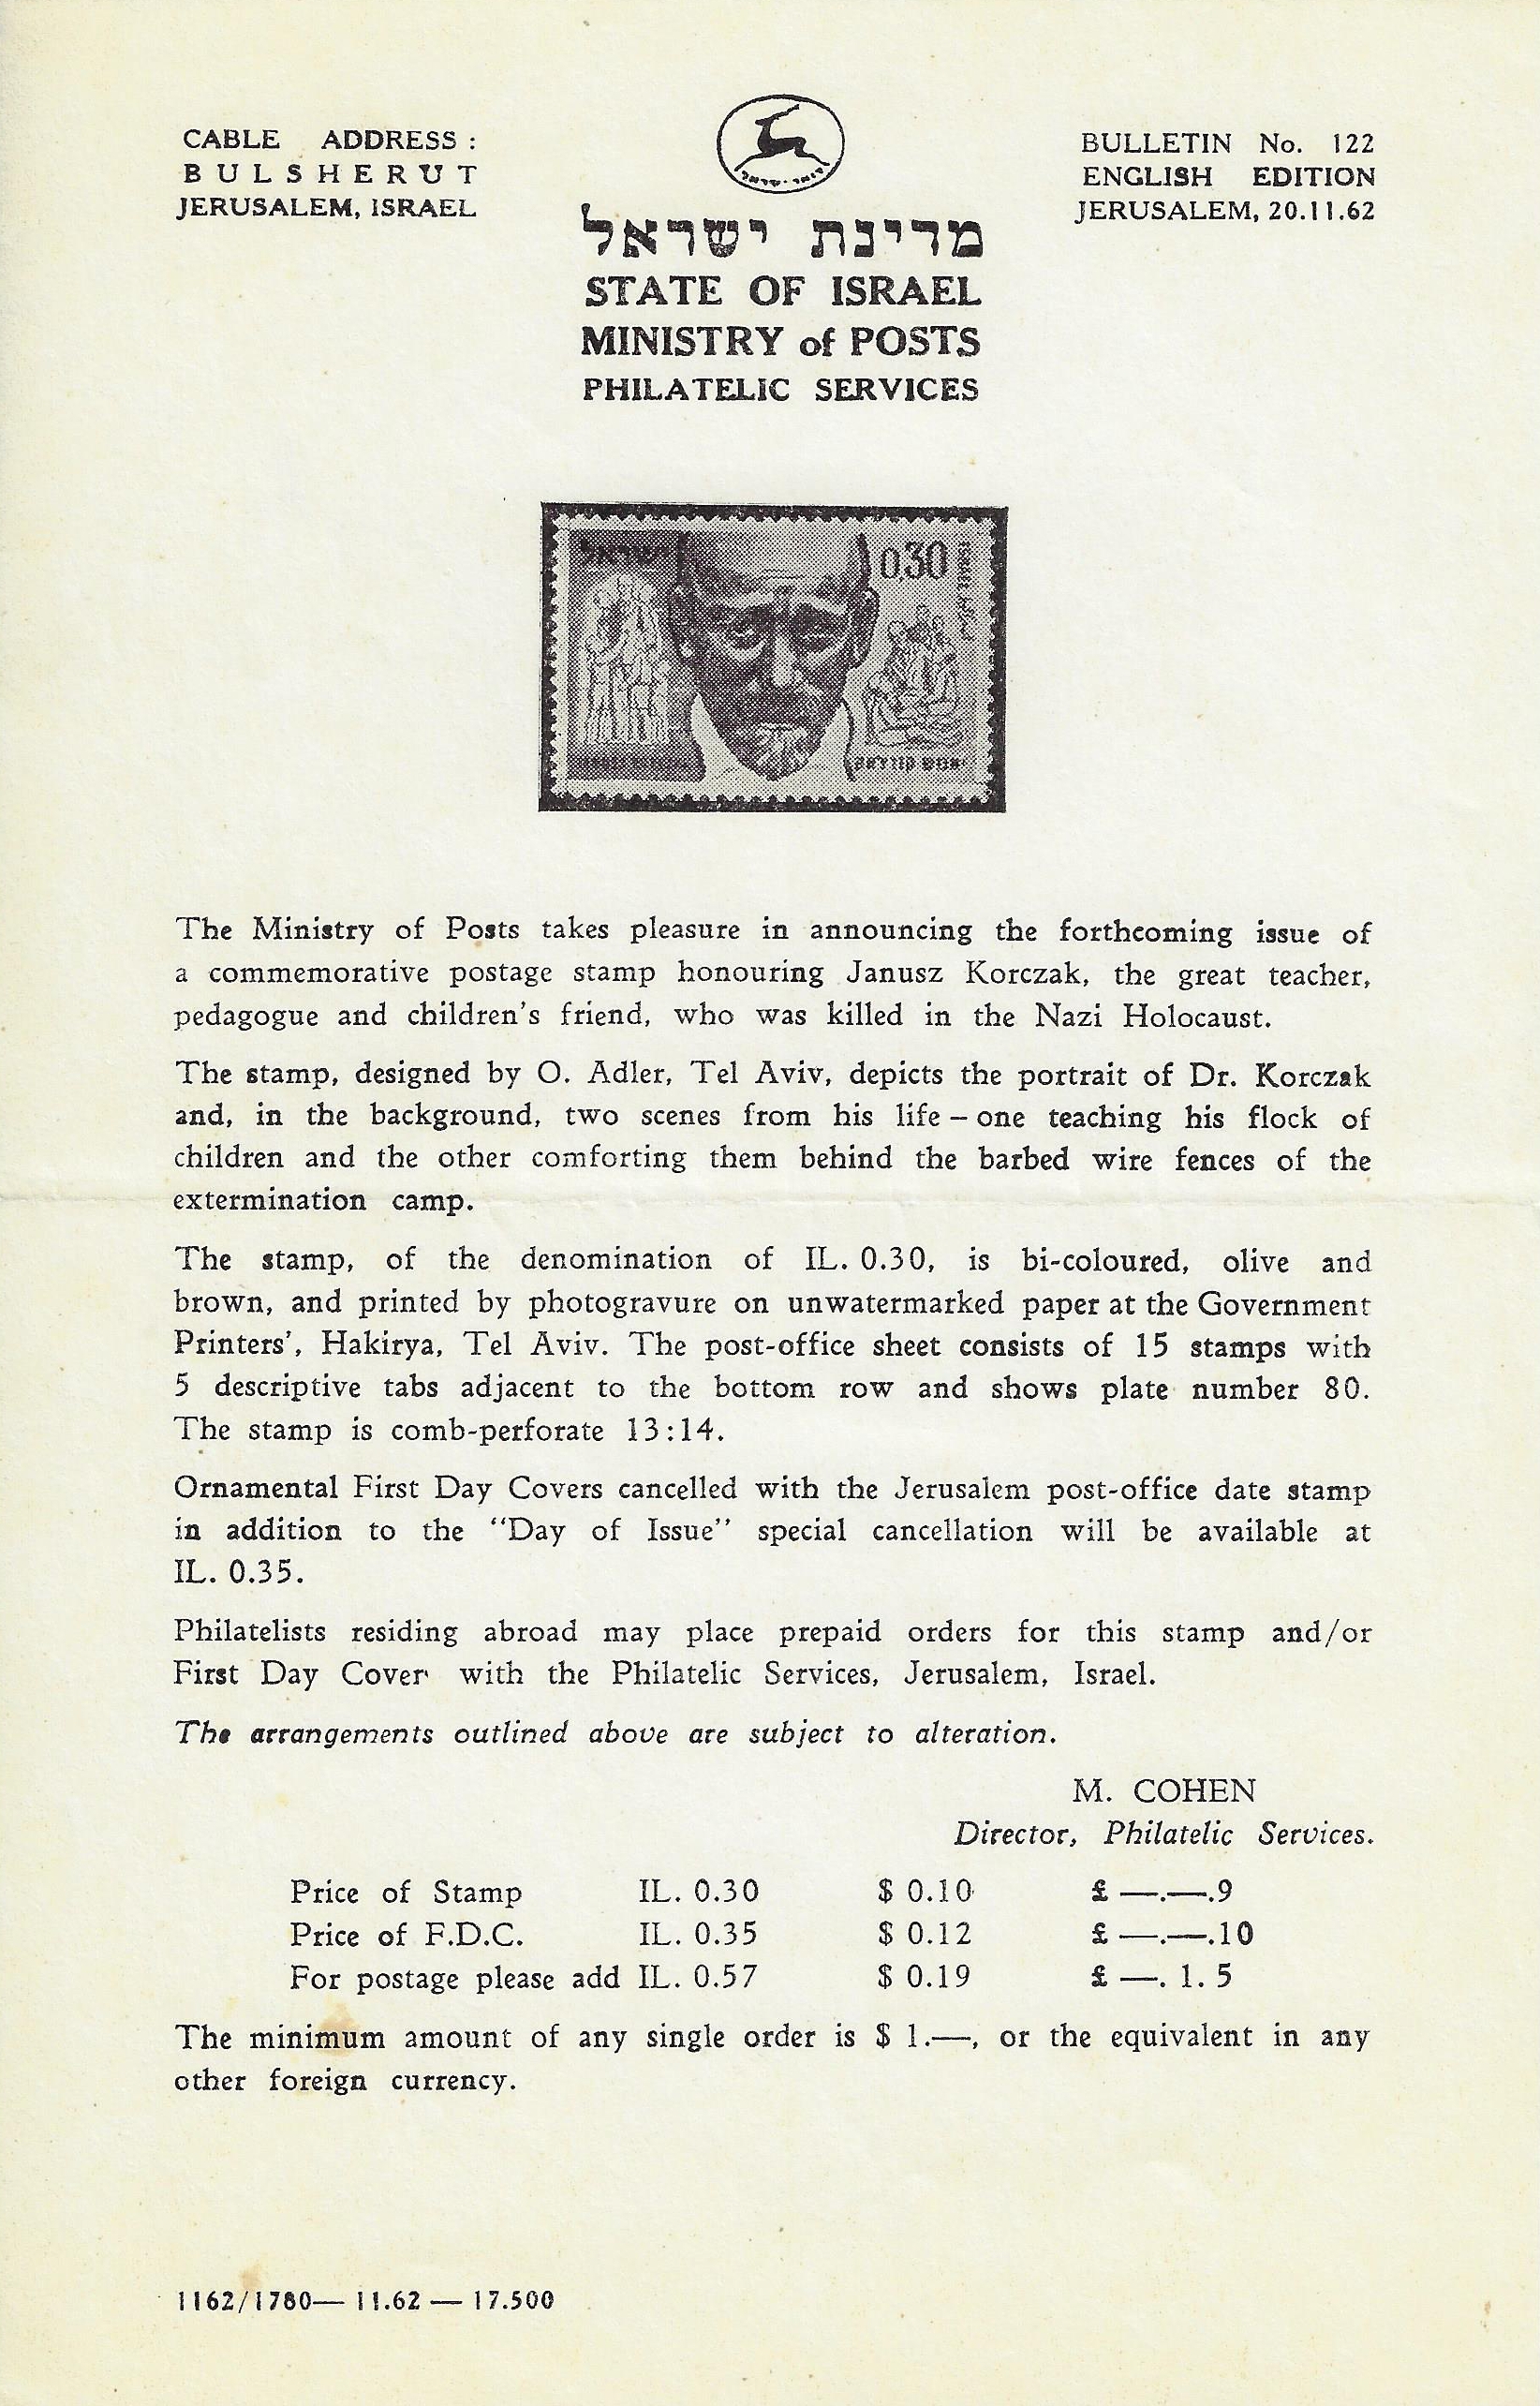 CABLE ADDRESS :
BULSHERUT
JERUSALEM, ISRAEL
BULLETIN No. 122
ENGLISH EDITION
JERUSALEM, 20.11.62
מדינת ישראל
STATE OF ISRAEL
MINISTRY of POSTS
PHILATELIC SERVICES
ישראל
0.30
יאנוש קורצ'אק
The Ministry of Posts takes pleasure in announcing the forthcoming issue of
a commemorative postage stamp honouring Janusz Korczak, the great teacher,
pedagogue and children's friend, who was killed in the Nazi Holocaust.
The stamp, designed by O. Adler, Tel Aviv, depicts the portrait of Dr. Korczak
and, in the background, two scenes from his life – one teaching his flock of
children and the other comforting them behind the barbed wire fences of the
extermination camp.
The stamp, of the denomination of IL. 0.30, is bi-coloured, olive and
brown, and printed by photogravure on unwatermarked paper at the Government
Printers', Hakirya, Tel Aviv. The post-office sheet consists of 15 stamps with
5 descriptive tabs adjacent to the bottom row and shows plate number 80.
The stamp is comb-perforate 13:14.
Ornamental First Day Covers cancelled with the Jerusalem post-office date stamp
in addition to the "Day of Issue" special cancellation will be available at
IL. 0.35.
Philatelists residing abroad may place prepaid orders for this stamp and/or
First Day Cover with the Philatelic Services, Jerusalem, Israel.
The arrangements outlined above are subject to alteration.
M. COHEN
Director, Philatelic Services.
Price of Stamp IL. 0.30 $ 0.10 £ —.—.9
Price of F.D.C. IL. 0.35 $ 0.12 £ —.—.10
For postage please add IL. 0.57 $ 0.19 £ —. 1. 5
The minimum amount of any single order is $ 1.—, or the equivalent in any
other foreign currency.
1162/1780— 11.62 — 17.500